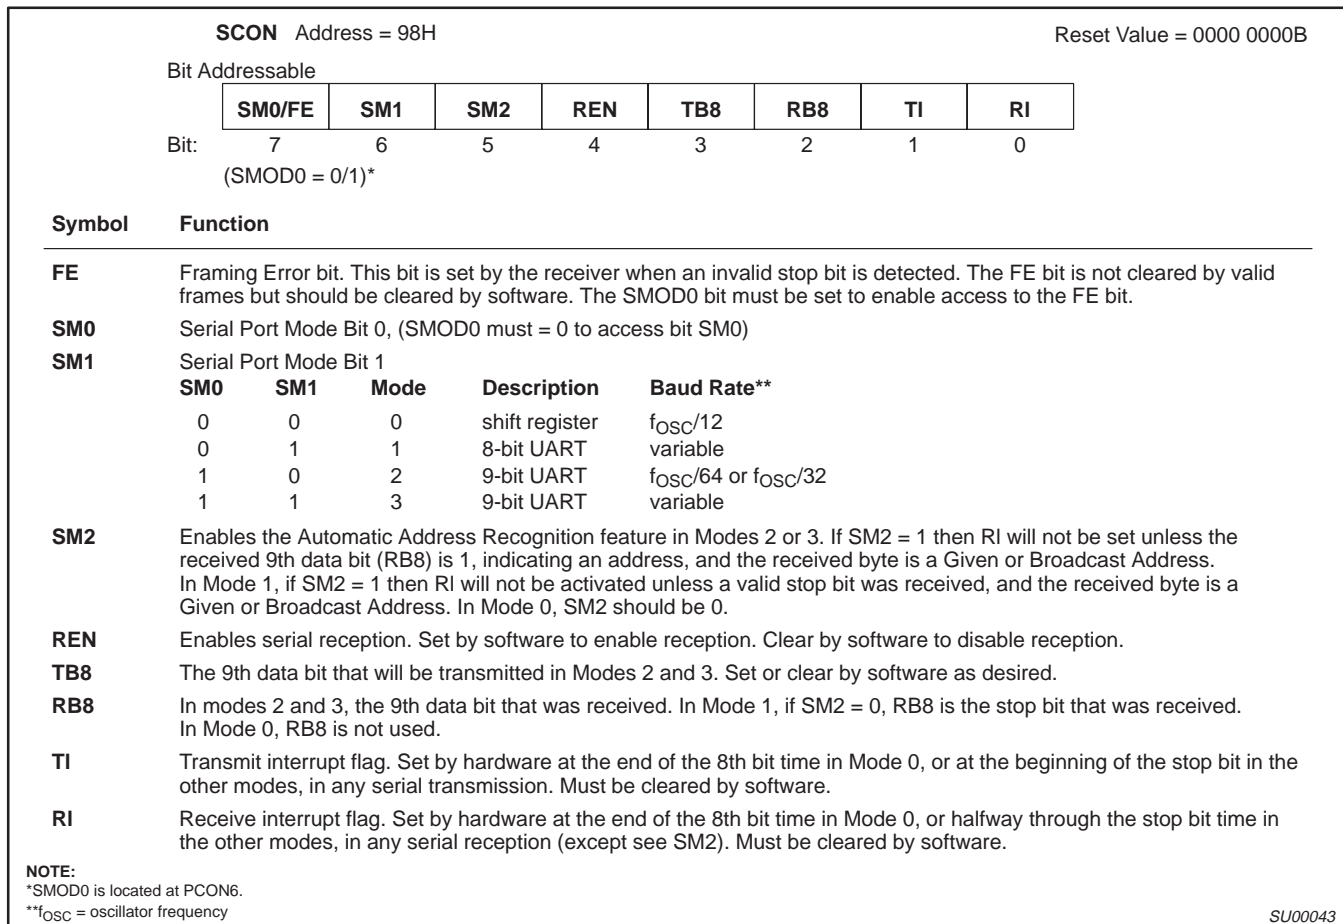 SCON Address = 98H Reset Value = 0000 0000B
Bit Addressable
SM0/FE SM1 SM2 REN TB8 RB8 TI RI
Bit: 7 6 5 4 3 2 1 0
(SMOD0 = 0/1)*
Symbol Function
FE Framing Error bit. This bit is set by the receiver when an invalid stop bit is detected. The FE bit is not cleared by valid
frames but should be cleared by software. The SMOD0 bit must be set to enable access to the FE bit.
SM0 Serial Port Mode Bit 0, (SMOD0 must = 0 to access bit SM0)
SM1 Serial Port Mode Bit 1
SM0 SM1 Mode Description Baud Rate**
0 0 0 shift register fOSC/12
0 1 1 8-bit UART variable
1 0 2 9-bit UART fOSC/64 or fOSC/32
1 1 3 9-bit UART variable
SM2 Enables the Automatic Address Recognition feature in Modes 2 or 3. If SM2 = 1 then RI will not be set unless the
received 9th data bit (RB8) is 1, indicating an address, and the received byte is a Given or Broadcast Address.
In Mode 1, if SM2 = 1 then RI will not be activated unless a valid stop bit was received, and the received byte is a
Given or Broadcast Address. In Mode 0, SM2 should be 0.
REN Enables serial reception. Set by software to enable reception. Clear by software to disable reception.
TB8 The 9th data bit that will be transmitted in Modes 2 and 3. Set or clear by software as desired.
RB8 In modes 2 and 3, the 9th data bit that was received. In Mode 1, if SM2 = 0, RB8 is the stop bit that was received.
In Mode 0, RB8 is not used.
TI Transmit interrupt flag. Set by hardware at the end of the 8th bit time in Mode 0, or at the beginning of the stop bit in the
other modes, in any serial transmission. Must be cleared by software.
RI Receive interrupt flag. Set by hardware at the end of the 8th bit time in Mode 0, or halfway through the stop bit time in
the other modes, in any serial reception (except see SM2). Must be cleared by software.
NOTE:
*SMOD0 is located at PCON6.
**fOSC = oscillator frequency SU00043